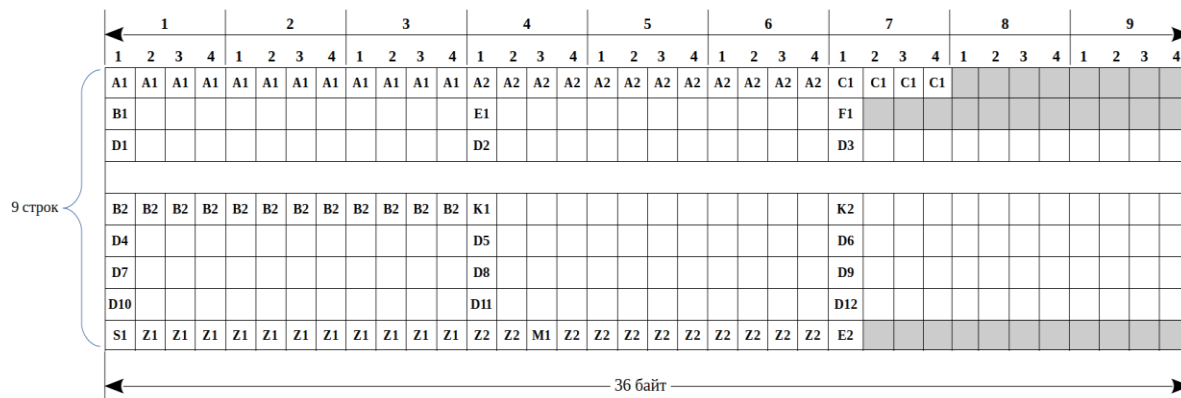 1 2 3 4 5 6 7 8 9
1 2 3 4 1 2 3 4 1 2 3 4 1 2 3 4 1 2 3 4 1 2 3 4 1 2 3 4 1 2 3 4 1 2 3 4
A1 A1 A1 A1 A1 A1 A1 A1 A1 A1 A1 A1 A2 A2 A2 A2 A2 A2 A2 A2 A2 A2 A2 A2 C1 C1 C1 C1
B1 E1 F1
D1 D2 D3
9 строк
B2 B2 B2 B2 B2 B2 B2 B2 B2 B2 B2 B2 K1 K2
D4 D5 D6
D7 D8 D9
D10 D11 D12
S1 Z1 Z1 Z1 Z1 Z1 Z1 Z1 Z1 Z1 Z1 Z1 Z2 Z2 M1 Z2 Z2 Z2 Z2 Z2 Z2 Z2 Z2 Z2 E2
36 байт